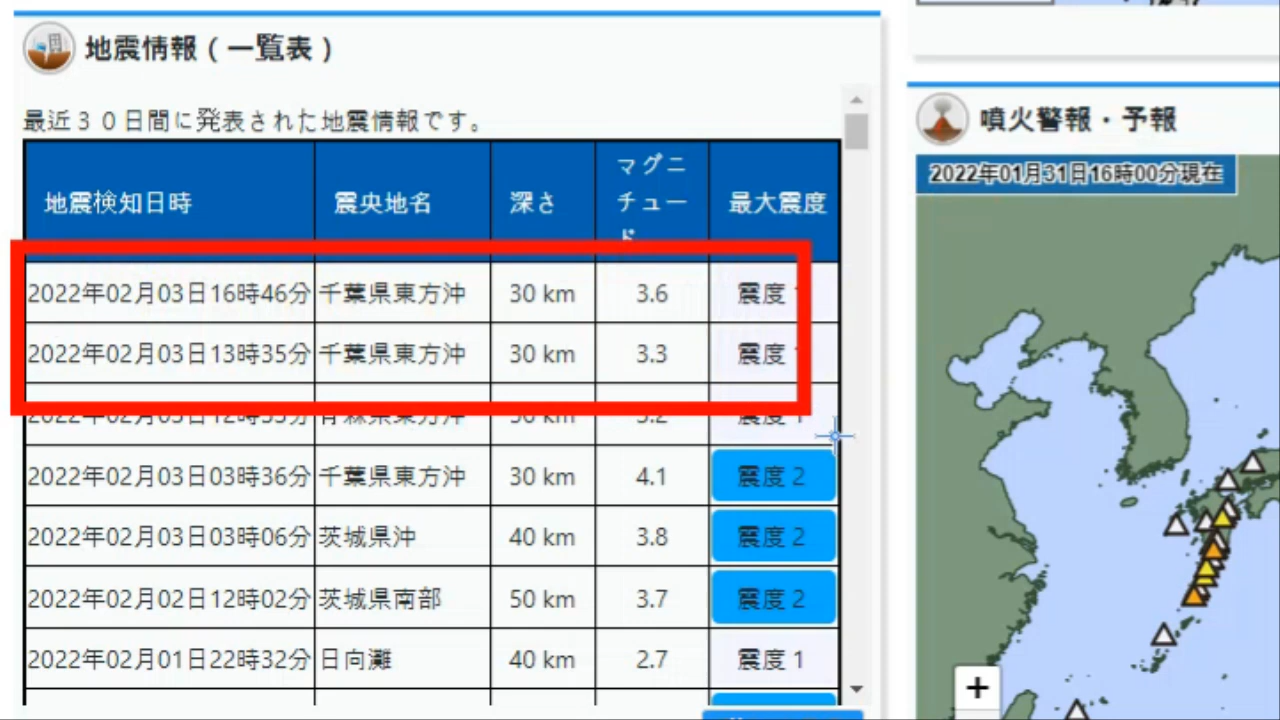 地震情報（一覧表）
最近３０日間に発表された地震情報です。
地震検知日時 震央地名 深さ マグニチュード 最大震度
2022年02月03日16時46分 千葉県東方沖 30 km 3.6 震度 1
2022年02月03日13時35分 千葉県東方沖 30 km 3.3 震度 1
2022年02月03日03時36分 千葉県東方沖 30 km 4.1 震度 2
2022年02月03日03時06分 茨城県沖 40 km 3.8 震度 2
2022年02月02日12時02分 茨城県南部 50 km 3.7 震度 2
2022年02月01日22時32分 日向灘 40 km 2.7 震度 1
噴火警報・予報
2022年01月31日16時00分現在
+